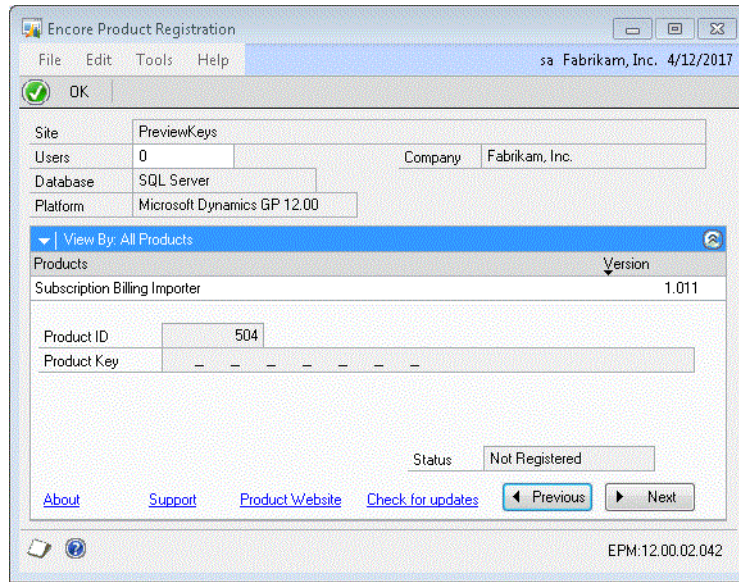 Encore Product Registration
File Edit Tools Help sa Fabrikam, Inc. 4/12/2017
OK
Site PreviewKeys
Users 0 Company Fabrikam, Inc.
Database SQL Server
Platform Microsoft Dynamics GP 12.00
View By: All Products
Products Version
Subscription Billing Importer 1.011
Product ID 504
Product Key _ _ _ _ _ _ _
Status Not Registered
About Support Product Website Check for updates Previous Next
EPM:12.00.02.042